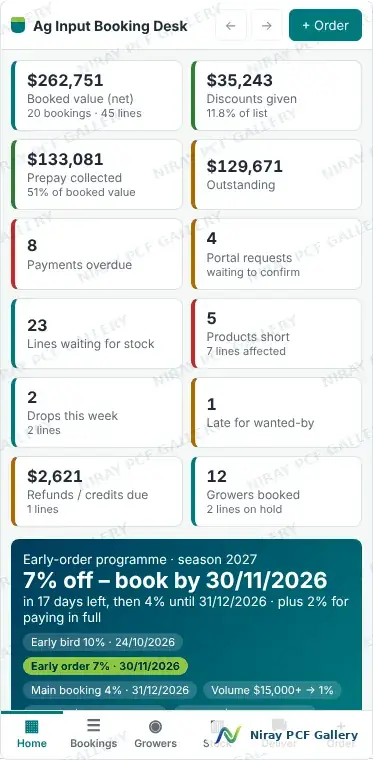 Ag Input Booking Desk
← → + Order
$262,751
Booked value (net)
20 bookings · 45 lines
$35,243
Discounts given
11.8% of list
$133,081
Prepay collected
51% of booked value
$129,671
Outstanding
8
Payments overdue
4
Portal requests
waiting to confirm
23
Lines waiting for stock
5
Products short
7 lines affected
2
Drops this week
2 lines
1
Late for wanted-by
$2,621
Refunds / credits due
1 lines
12
Growers booked
2 lines on hold
Early-order programme · season 2027
7% off – book by 30/11/2026
in 17 days left, then 4% until 31/12/2026 · plus 2% for
paying in full
Early bird 10% · 24/10/2026
Early order 7% · 30/11/2026
Main booking 4% · 31/12/2026 Volume $15,000+ → 1%
Home Bookings Growers Stock Deliver Order
Niray PCF Gallery
NIRAY PCF GALLERY